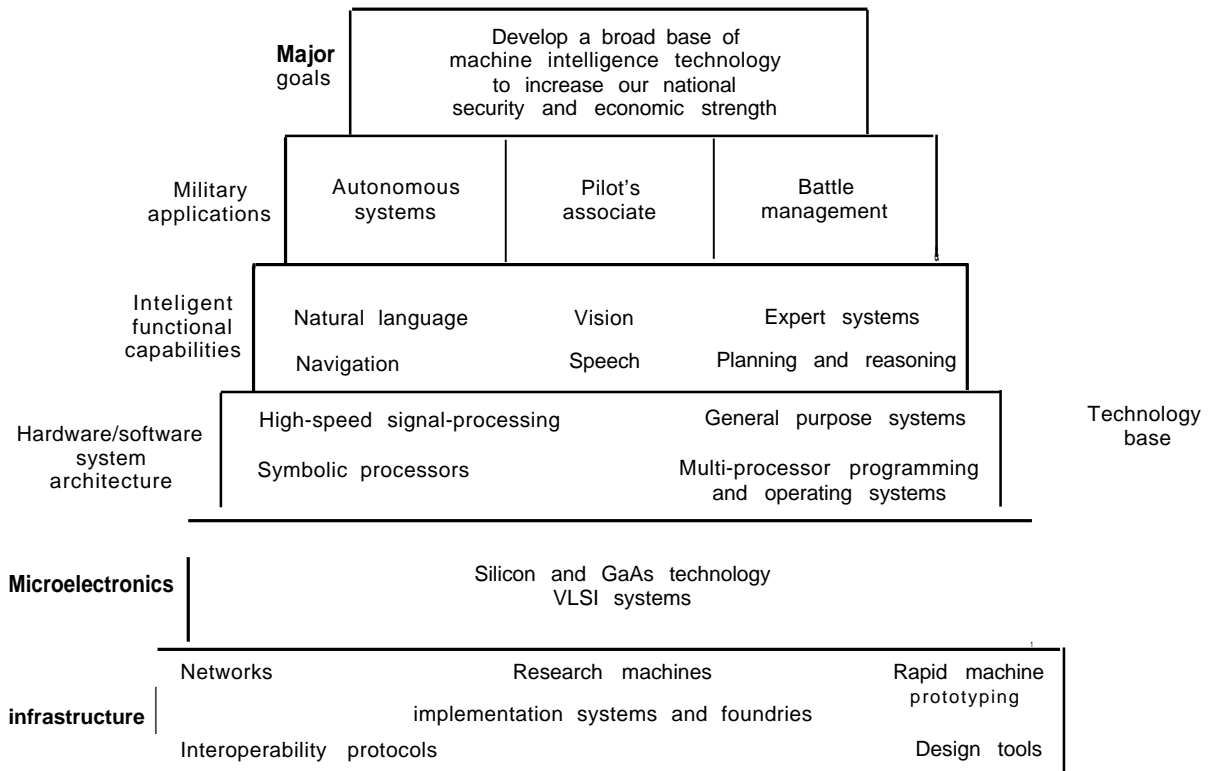 Major
goals
Develop a broad base of
machine intelligence technology
to increase our national
security and economic strength
Military
applications
Autonomous
systems
Pilot's
associate
Battle
management
Inteligent
functional
capabilities
Natural language
Vision
Expert systems
Navigation
Speech
Planning and reasoning
Hardware/software
system
architecture
High-speed signal-processing
General purpose systems
Symbolic processors
Multi-processor programming
and operating systems
Technology
base
Microelectronics
Silicon and GaAs technology
VLSI systems
infrastructure
Networks
Research machines
Rapid machine
prototyping
implementation systems and foundries
Interoperability protocols
Design tools